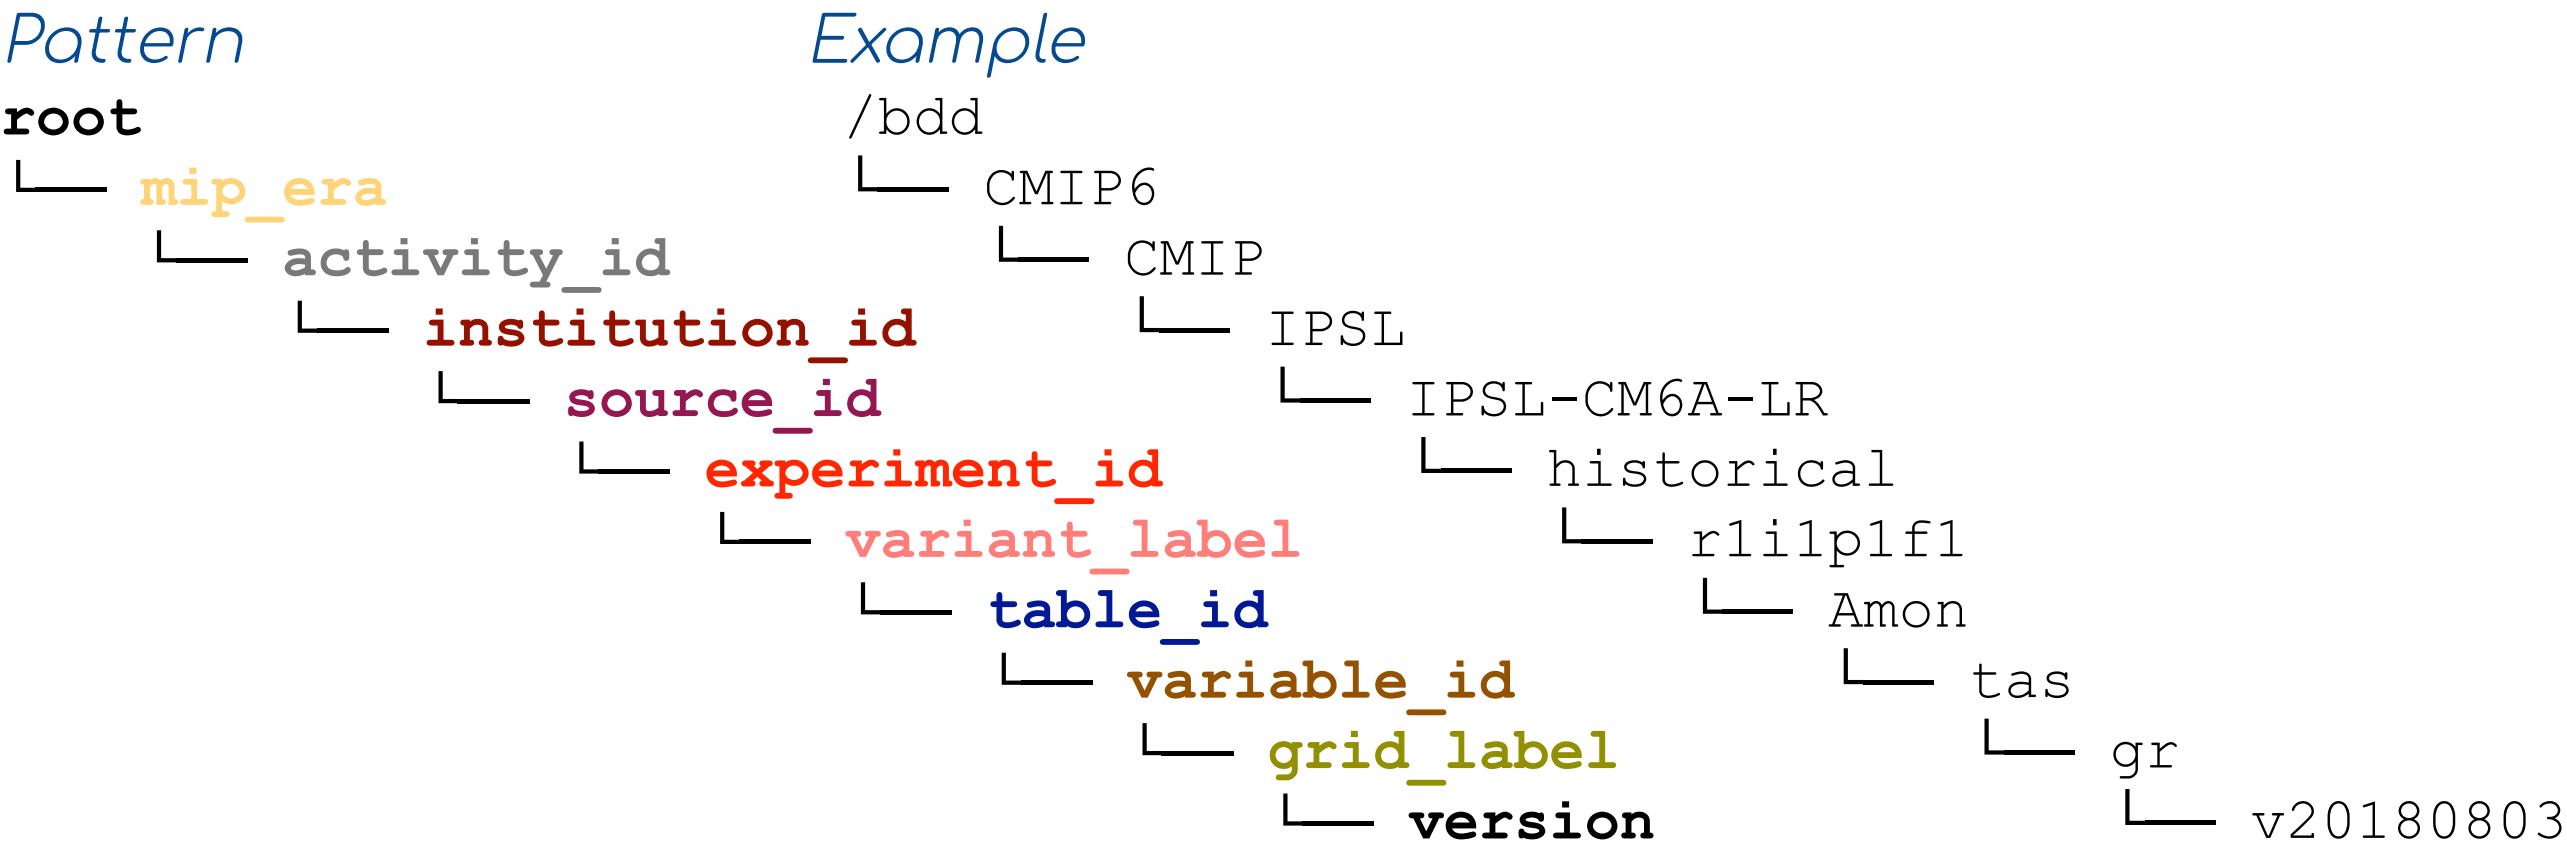 Pattern Example
root /bdd
mip_era CMIP6
activity_id CMIP
institution_id IPSL
source_id IPSL-CM6A-LR
experiment_id historical
variant_label r1i1p1f1
table_id Amon
variable_id tas
grid_label gr
version v20180803